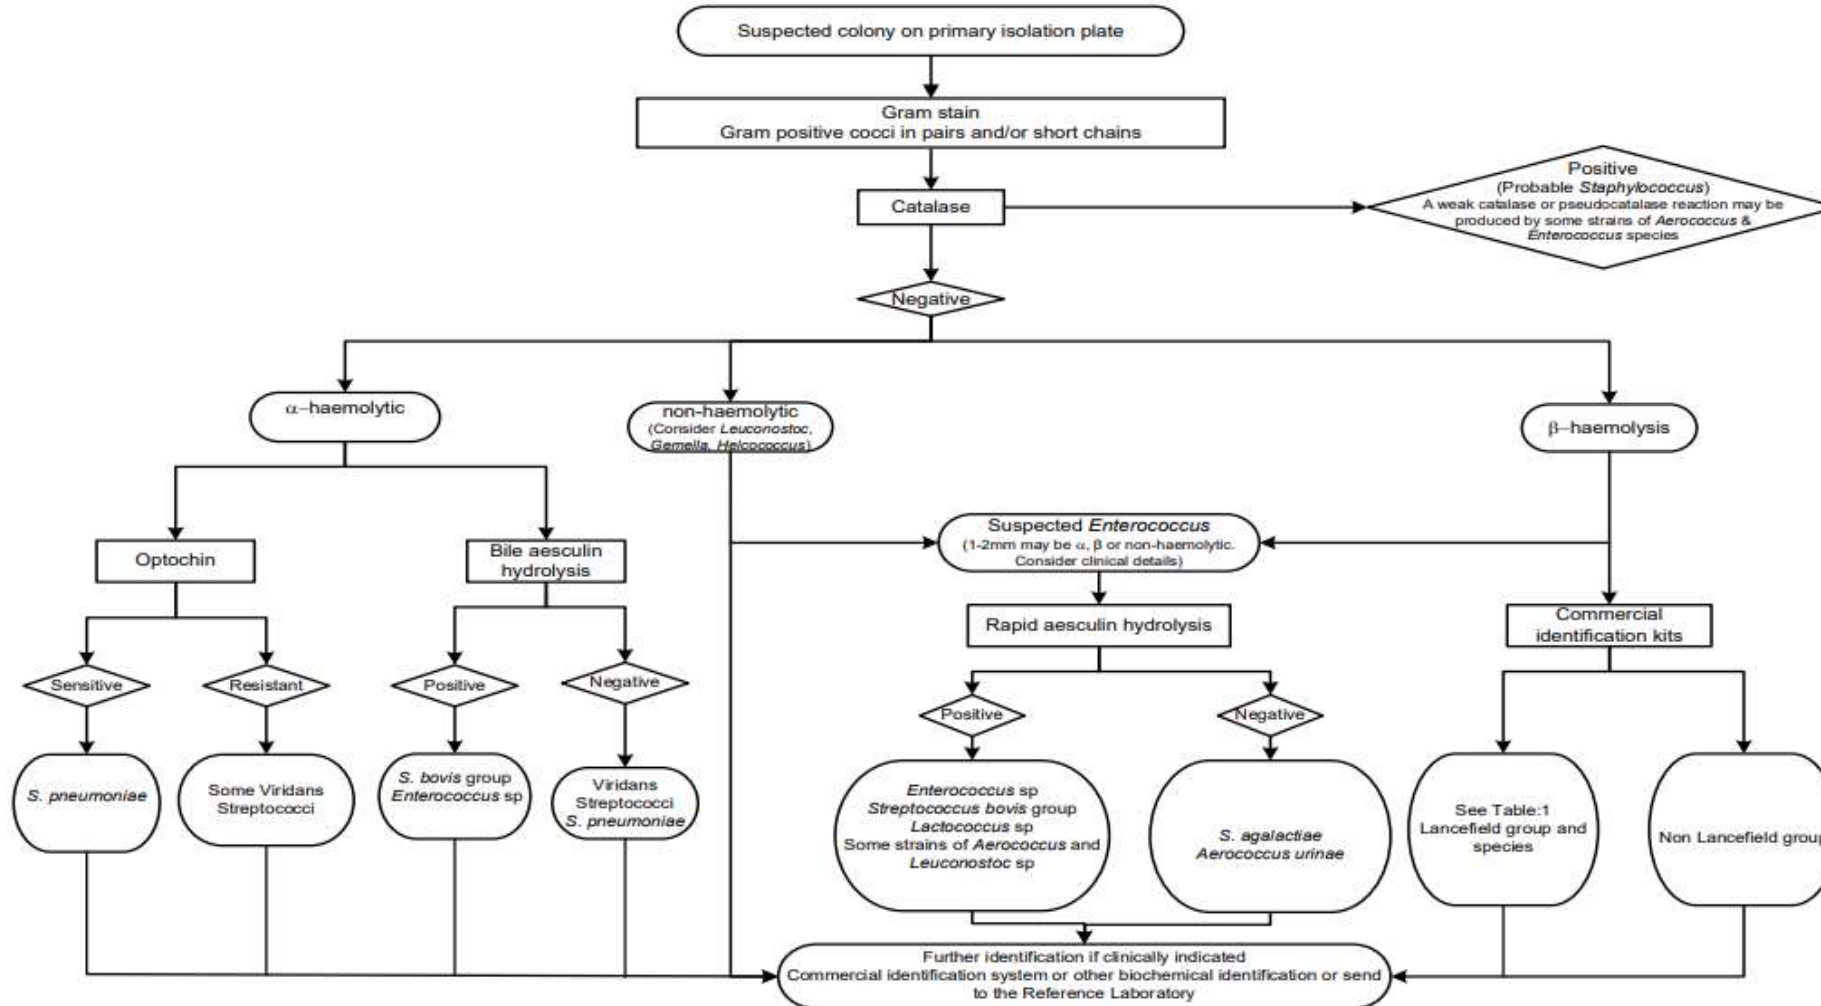 Suspected colony on primary isolation plate
Gram stain
Gram positive cocci in pairs and/or short chains
Catalase
Positive
(Probable Staphylococcus)
A weak catalase or pseudocatalase reaction may be
produced by some strains of Aerococcus &
Enterococcus species
Negative
α–haemolytic
non-haemolytic
(Consider Leuconostoc,
Gemella, Helcococcus)
β–haemolysis
Optochin
Bile aesculin
hydrolysis
Suspected Enterococcus
(1-2mm may be α, β or non-haemolytic.
Consider clinical details)
Rapid aesculin hydrolysis
Commercial
identification kits
Sensitive
Resistant
Positive
Negative
Positive
Negative
S. pneumoniae
Some Viridans
Streptococci
S. bovis group
Enterococcus sp
Viridans
Streptococci
S. pneumoniae
Enterococcus sp
Streptococcus bovis group
Lactococcus sp
Some strains of Aerococcus and
Leuconostoc sp
S. agalactiae
Aerococcus urinae
See Table:1
Lancefield group and
species
Non Lancefield group
Further identification if clinically indicated
Commercial identification system or other biochemical identification or send
to the Reference Laboratory